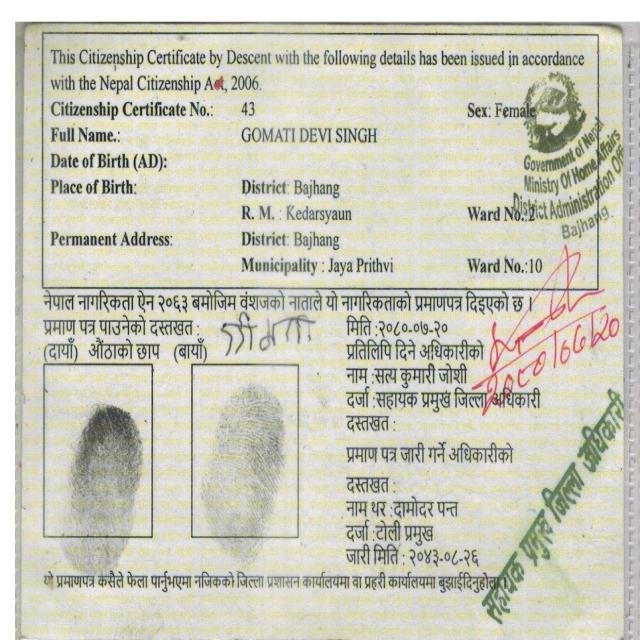 This Citizenship Certificate by Descent with the following details has been issued in accordance
with the Nepal Citizenship Act, 2006.
Citizenship Certificate No.: 43 Sex: Female
Full Name.: GOMATI DEVI SINGH
Date of Birth (AD):
Place of Birth: District: Bajhang
R. M. : Kedarsyaun Ward No.:2
Permanent Address: District: Bajhang
Municipality : Jaya Prithvi Ward No.:10
Government of Nepal
Ministry Of Home Affairs
District Administration Off
Bajhang
नेपाल नागरिकता ऐन २०६३ बमोजिम वंशजको नाताले यो नागरिकताको प्रमाणपत्र दिइएको छ ।
प्रमाण पत्र पाउनेको दस्तखत : गोमती
(दायाँ) औंठाको छाप (बायाँ)
मिति :२०८०-०७-२०
प्रतिलिपि दिने अधिकारीको
नाम :सत्य कुमारी जोशी
दर्जा :सहायक प्रमुख जिल्ला अधिकारी
दस्तखत :
२०८०।०७।२०
प्रमाण पत्र जारी गर्ने अधिकारीको
दस्तखत :
नाम थर :दामोदर पन्त
दर्जा :टोली प्रमुख
जारी मिति : २०४३-०८-२६
सहायक प्रमुख जिल्ला अधिकारी
यो प्रमाणपत्र कसैले फेला पार्नुभएमा नजिकको जिल्ला प्रशासन कार्यालयमा वा प्रहरी कार्यालयमा बुझाईदिनुहोला।